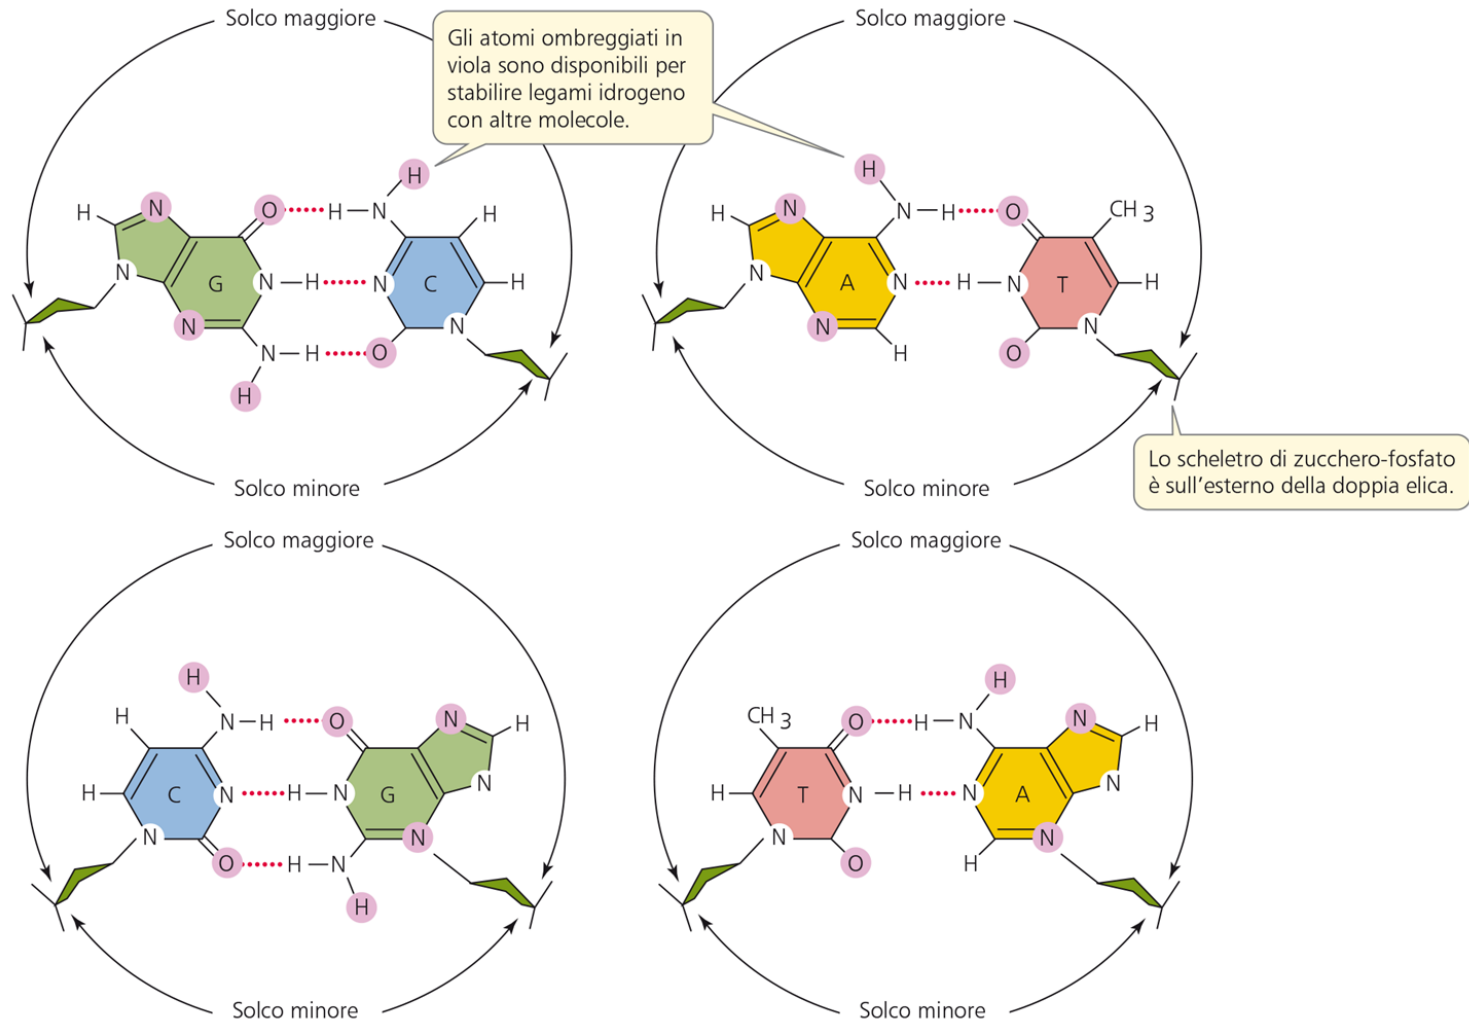 Solco maggiore
Solco maggiore
Gli atomi ombreggiati in
viola sono disponibili per
stabilire legami idrogeno
con altre molecole.
H
H
H N O H N H
H N N H O CH 3
N G N H N C H
N A N H N T H
N N H O N
N H O N
H
Solco minore
Solco minore
Lo scheletro di zucchero-fosfato
è sull'esterno della doppia elica.
Solco maggiore
Solco maggiore
H
H
H N H O N H
CH 3 O H N N H
H C N H N G N
H T N H N A N
N O H N N
N O H N
H
Solco minore
Solco minore